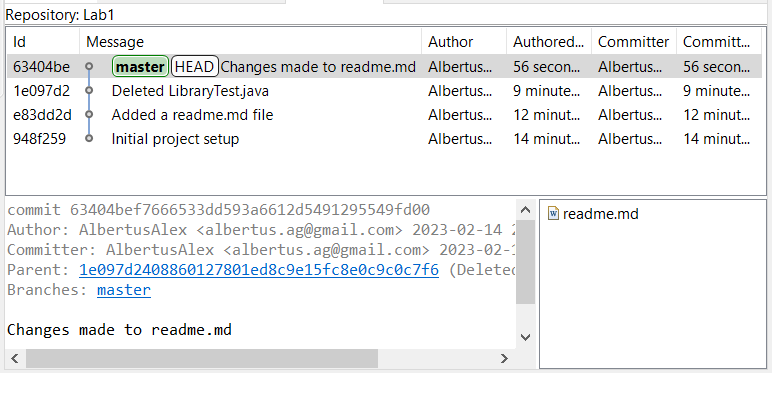 Repository: Lab1
Id Message Author Authored... Committer Committ...
63404be master HEAD Changes made to readme.md Albertus... 56 secon... Albertus... 56 secon...
1e097d2 Deleted LibraryTest.java Albertus... 9 minute... Albertus... 9 minute...
e83dd2d Added a readme.md file Albertus... 12 minut... Albertus... 12 minut...
948f259 Initial project setup Albertus... 14 minut... Albertus... 14 minut...
commit 63404bef7666533dd593a6612d5491295549fd00
Author: AlbertusAlex <albertus.ag@gmail.com> 2023-02-14 2
Committer: AlbertusAlex <albertus.ag@gmail.com> 2023-02-1
Parent: 1e097d2408860127801ed8c9e15fc8e0c9c0c7f6 (Deleted
Branches: master
Changes made to readme.md
readme.md